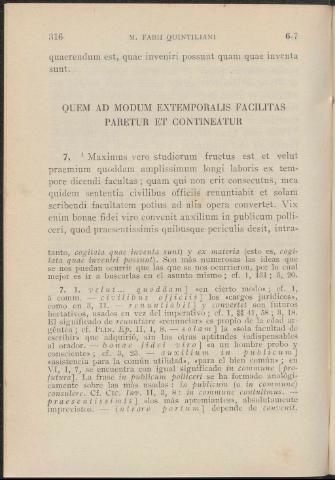 316 M. FABII QUINTILIANI 6-7
quaerendum est, quae inveniri possunt quam quae inventa
sunt.
QUEM AD MODUM EXTEMPORALIS FACILITAS
PARETUR ET CONTINEATUR
7. ¹ Maximus vero studiorum fructus est et velut
praemium quoddam amplissimum longi laboris ex tem-
pore dicendi facultas; quam qui non erit consecutus, mea
quidem sententia civilibus officiis renuntiabit et solam
scribendi facultatem potius ad alia opera convertet. Vix
enim bonae fidei viro convenit auxilium in publicum polli-
ceri, quod praesentissimis quibusque periculis desit, intra-
tanto, cogitata quae inventa sunt) y ex materia (esto es, cogi-
tata quae inveniri possunt). Son más numerosas las ideas que
se nos puedan ocurrir que las que se nos ocurrieron, por lo cual
mejor es ir a buscarlas en el asunto mismo; cf. 1, 131; 5, 20.
7. 1. velut... quoddam] «en cierto modo»; cf. 1,
5 comm. — civilibus officiis] los «cargos jurídicos»,
como en 3, 11. — renuntiabit] y convertet son futuros
hortativos, usados en vez del imperativo; cf. 1, §§ 41, 58; 3, 18.
El significado de renuntiare «renunciar» es propio de la edad ar-
géntea; cf. PLIN. Ep. II, 1, 8. — solam] la «sola facultad de
escribir» que adquirió, sin las otras aptitudes indispensables
al orador. — bonae fidei viro] «a un hombre probo y
consciente»; cf. 3, 23. — auxilium in publicum]
«asistencia para la común utilidad», «para el bien común»; en
VI, 1, 7, se encuentra con igual significado in commune [pro-
futura]. La frase in publicum polliceri se ha formado analógi-
camente sobre las más usadas: in publicum (o in commune)
consulere. Cf. CIC. Inv. II, 3, 8: in commune contulimus. —
praesentissimis] «los más apremiantes», absolutamente
imprevistos. — intrare portum] depende de convenit.